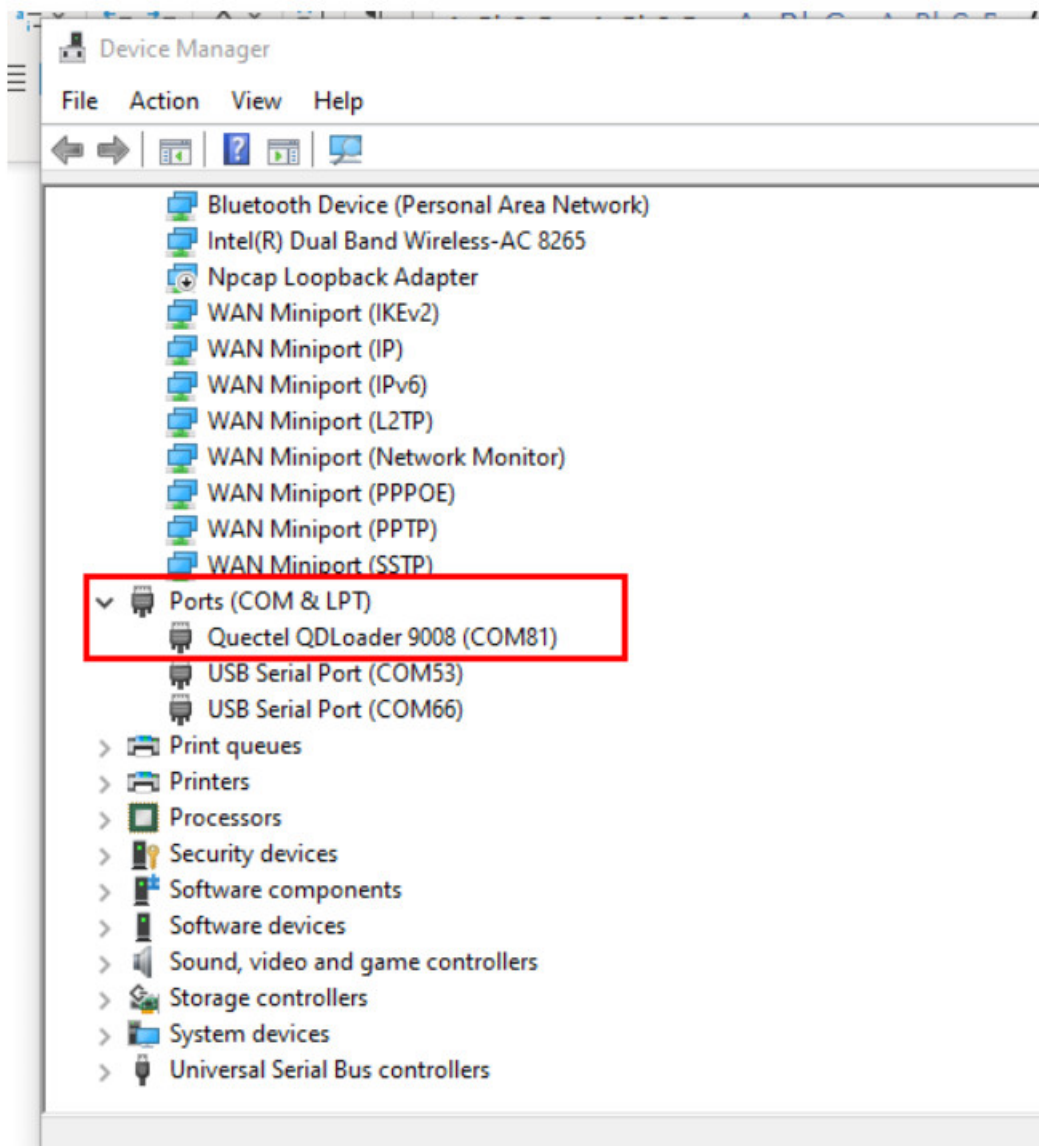 Device Manager
File Action View Help
Bluetooth Device (Personal Area Network)
Intel(R) Dual Band Wireless-AC 8265
Npcap Loopback Adapter
WAN Miniport (IKEv2)
WAN Miniport (IP)
WAN Miniport (IPv6)
WAN Miniport (L2TP)
WAN Miniport (Network Monitor)
WAN Miniport (PPPOE)
WAN Miniport (PPTP)
WAN Miniport (SSTP)
Ports (COM & LPT)
Quectel QDLoader 9008 (COM81)
USB Serial Port (COM53)
USB Serial Port (COM66)
Print queues
Printers
Processors
Security devices
Software components
Software devices
Sound, video and game controllers
Storage controllers
System devices
Universal Serial Bus controllers